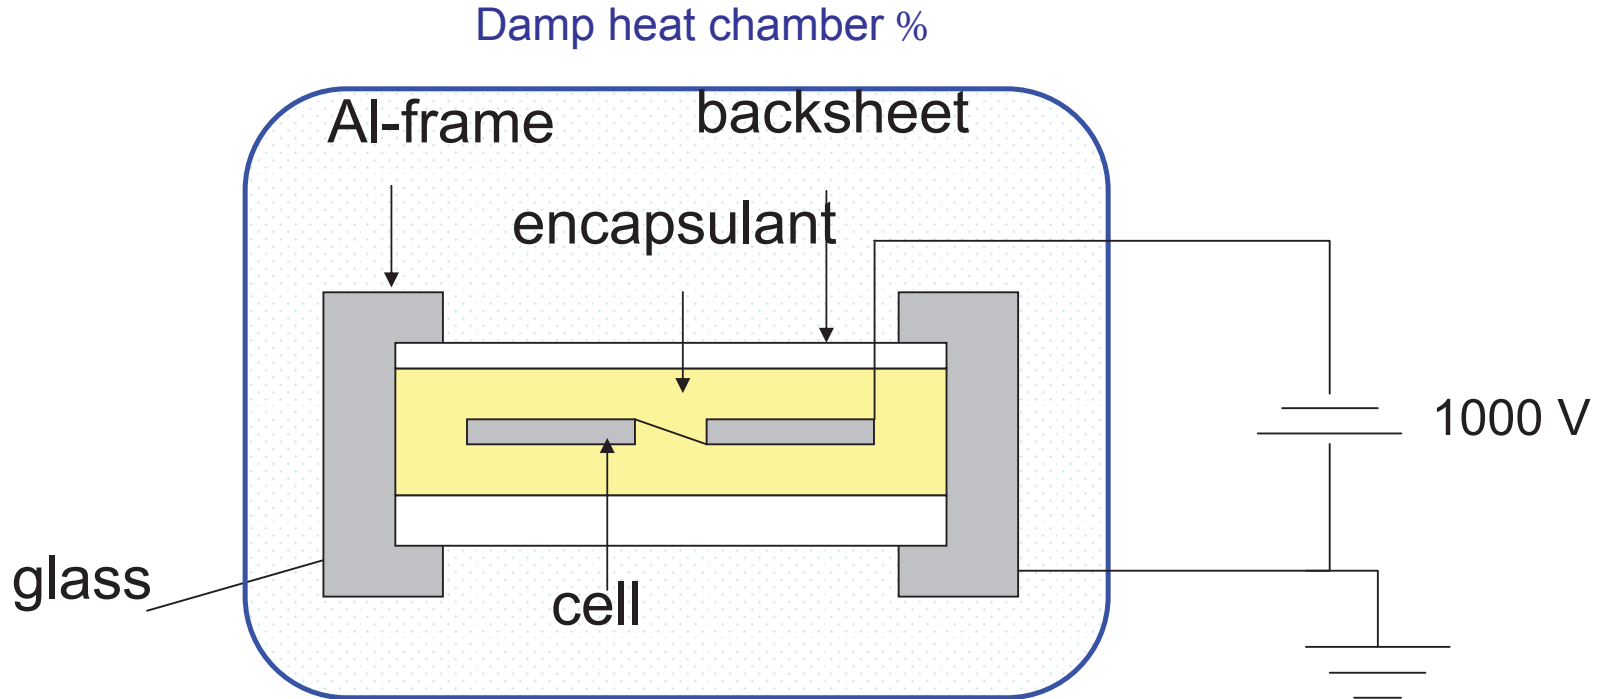 Damp heat chamber %
Al-frame
backsheet
encapsulant
1000 V
glass
cell